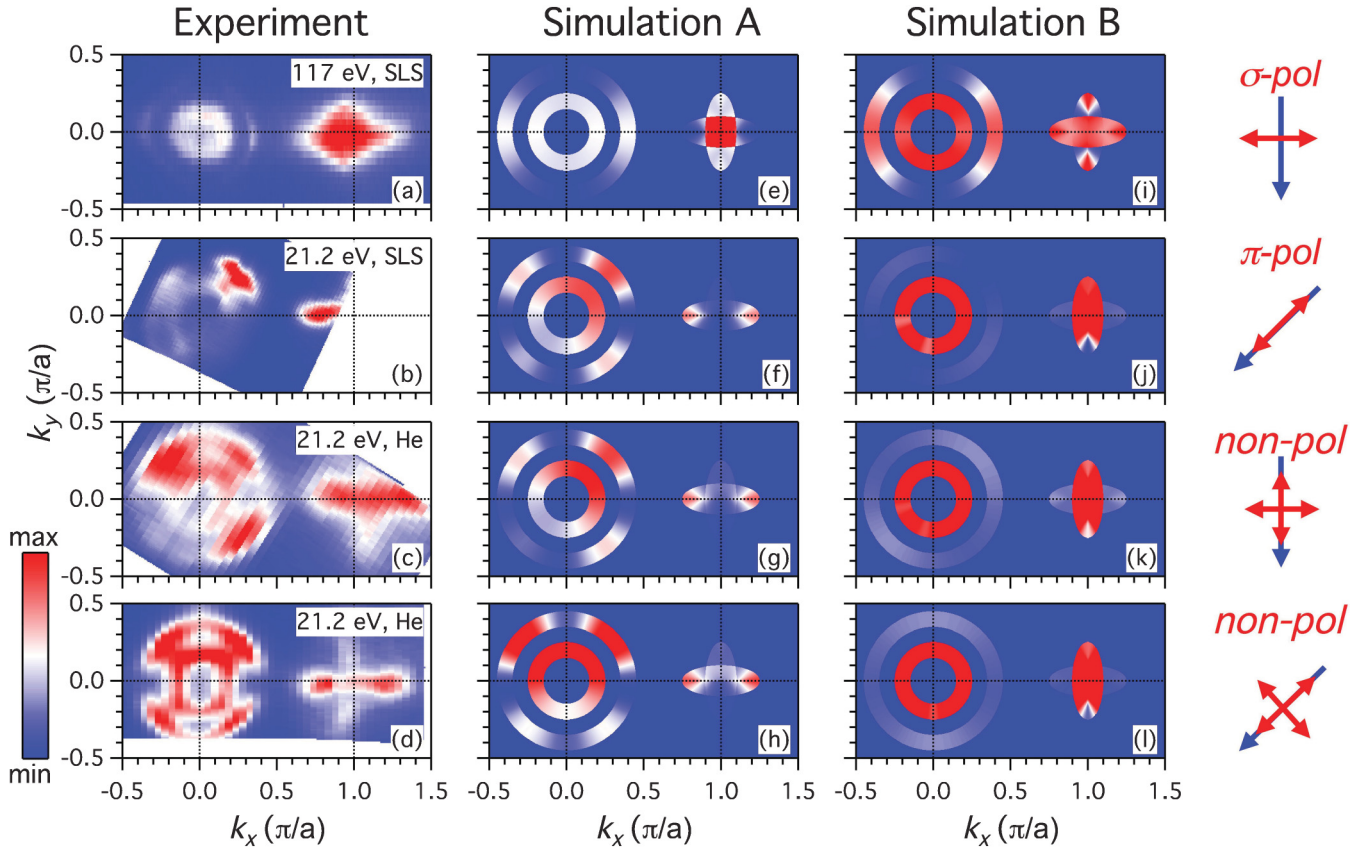 Experiment
Simulation A
Simulation B
0.5
0.0
-0.5
117 eV, SLS
(a)
(e)
(i)
σ-pol
0.5
0.0
-0.5
21.2 eV, SLS
(b)
(f)
(j)
π-pol
k_y (π/a)
0.5
0.0
-0.5
21.2 eV, He
(c)
(g)
(k)
non-pol
max
min
0.5
0.0
-0.5
21.2 eV, He
(d)
(h)
(l)
non-pol
-0.5 0.0 0.5 1.0 1.5
-0.5 0.0 0.5 1.0 1.5
-0.5 0.0 0.5 1.0 1.5
k_x (π/a)
k_x (π/a)
k_x (π/a)